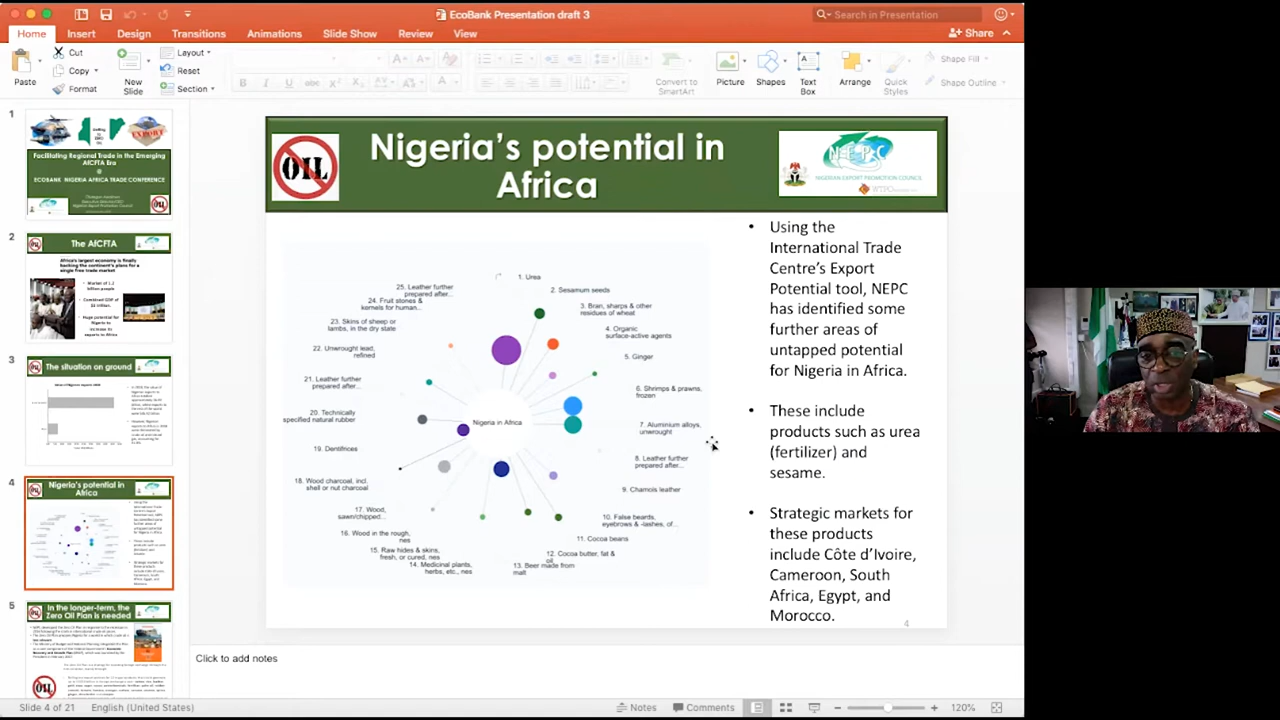 EcoBank Presentation draft 3
Search in Presentation
Home Insert Design Transitions Animations Slide Show Review View
Share
Paste
Cut
Copy
Format
New
Slide
Layout
Reset
Section
Convert to
SmartArt
Picture
Shapes
Text
Box
Arrange
Quick
Styles
Shape Fill
Shape Outline
1
Facilitating Regional Trade in the Emerging
AfCFTA Era
@
ECOBANK NIGERIA AFRICA TRADE CONFERENCE
2
The AfCFTA
Africa's largest economy is finally
backing the continent's plans for a
single free trade market
3
The situation on ground
4
Nigeria's potential in
Africa
5
In the longer-term, the
Zero Oil Plan is needed
OIL
Nigeria's potential in
Africa
NEPC
NIGERIAN EXPORT PROMOTION COUNCIL
1. Urea
2. Sesamum seeds
3. Bran, sharps & other
residues of wheat
4. Organic
surface-active agents
5. Ginger
6. Shrimps & prawns,
frozen
7. Aluminium alloys,
unwrought
8. Leather further
prepared after...
9. Chamois leather
10. False beards,
eyebrows & -lashes, of...
11. Cocoa beans
12. Cocoa butter, fat &
oil
13. Beer made from
malt
14. Medicinal plants,
herbs, etc., nes
15. Raw hides & skins,
fresh, or cured, nes
16. Wood in the rough,
nes
17. Wood,
sawn/chipped...
18. Wood charcoal, incl.
shell or nut charcoal
19. Dentifrices
20. Technically
specified natural rubber
21. Leather further
prepared after...
22. Unwrought lead,
refined
23. Skins of sheep or
lambs, in the dry state
24. Fruit stones &
kernels for human...
25. Leather further
prepared after...
Nigeria in Africa
• Using the
International Trade
Centre's Export
Potential tool, NEPC
has identified some
further areas of
untapped potential
for Nigeria in Africa.
• These include
products such as urea
(fertilizer) and
sesame.
• Strategic markets for
these products
include Côte d'Ivoire,
Cameroon, South
Africa, Egypt, and
Morocco.
4
Click to add notes
Slide 4 of 21
English (United States)
Notes
Comments
120%